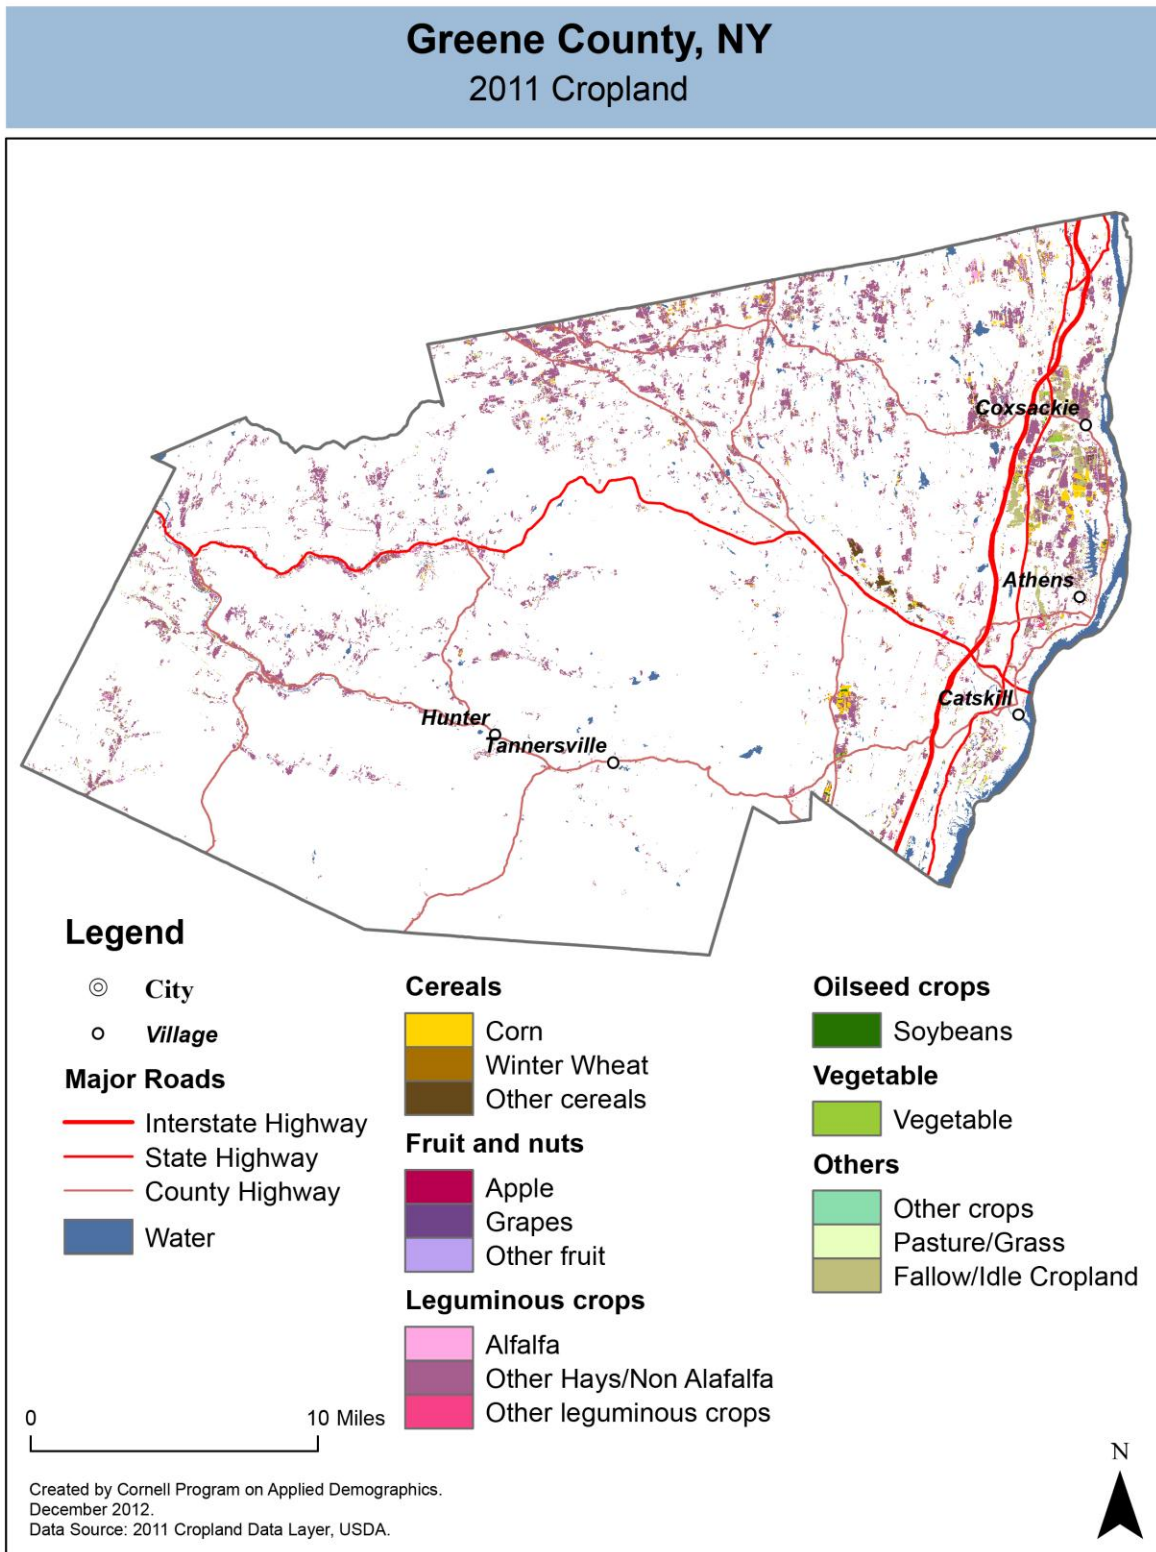 Greene County, NY
2011 Cropland
Coxsackie
Athens
Catskill
Hunter
Tannersville
Legend
City
Village
Major Roads
Interstate Highway
State Highway
County Highway
Water
Cereals
Corn
Winter Wheat
Other cereals
Fruit and nuts
Apple
Grapes
Other fruit
Leguminous crops
Alfalfa
Other Hays/Non Alafalfa
Other leguminous crops
Oilseed crops
Soybeans
Vegetable
Vegetable
Others
Other crops
Pasture/Grass
Fallow/Idle Cropland
0 10 Miles
N
Created by Cornell Program on Applied Demographics.
December 2012.
Data Source: 2011 Cropland Data Layer, USDA.